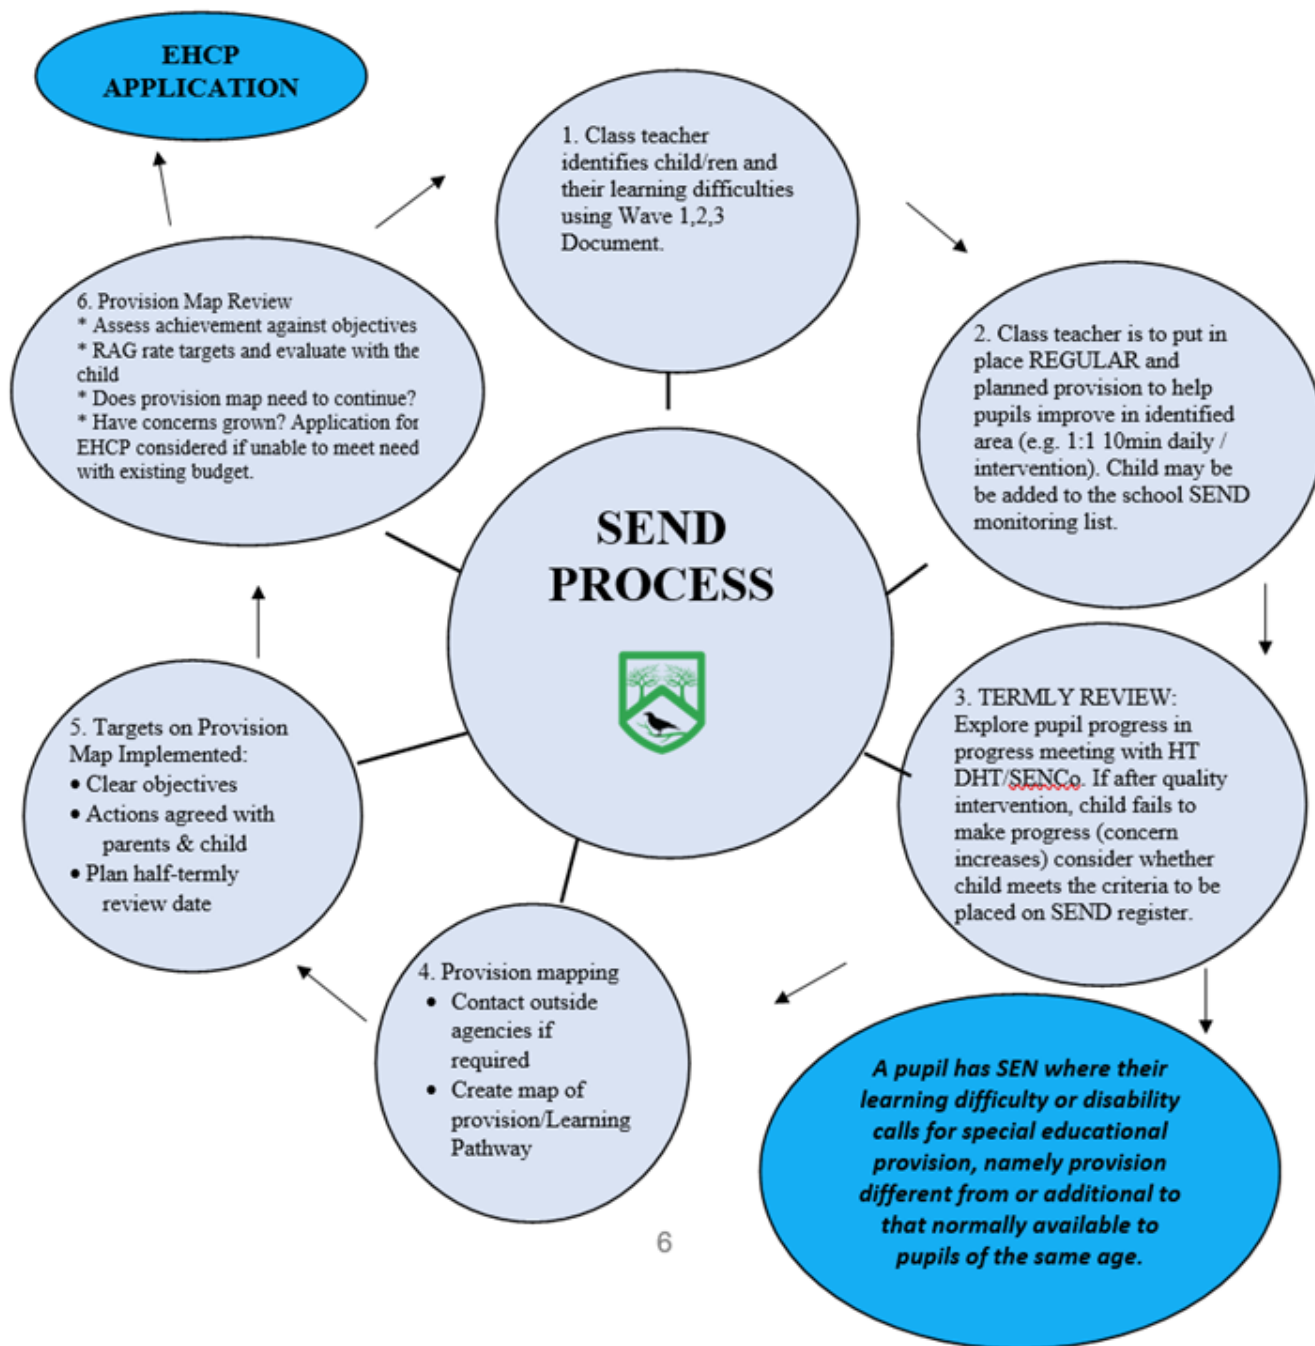 EHCP
APPLICATION
1. Class teacher
identifies child/ren and
their learning difficulties
using Wave 1,2,3
Document.
2. Class teacher is to put in
place REGULAR and
planned provision to help
pupils improve in identified
area (e.g. 1:1 10min daily /
intervention). Child may be
be added to the school SEND
monitoring list.
3. TERMLY REVIEW:
Explore pupil progress in
progress meeting with HT
DHT/SENCo. If after quality
intervention, child fails to
make progress (concern
increases) consider whether
child meets the criteria to be
placed on SEND register.
A pupil has SEN where their
learning difficulty or disability
calls for special educational
provision, namely provision
different from or additional to
that normally available to
pupils of the same age.
4. Provision mapping
• Contact outside
agencies if
required
• Create map of
provision/Learning
Pathway
5. Targets on Provision
Map Implemented:
• Clear objectives
• Actions agreed with
parents & child
• Plan half-termly
review date
6. Provision Map Review
* Assess achievement against objectives
* RAG rate targets and evaluate with the
child
* Does provision map need to continue?
* Have concerns grown? Application for
EHCP considered if unable to meet need
with existing budget.
SEND
PROCESS
6